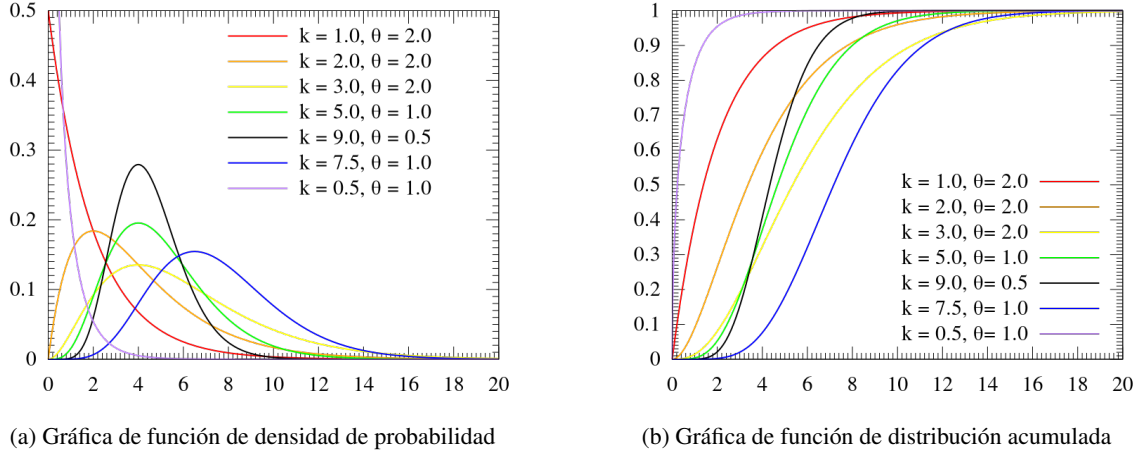 0.5
0.4
0.3
0.2
0.1
0
0 2 4 6 8 10 12 14 16 18 20
k = 1.0, θ = 2.0
k = 2.0, θ = 2.0
k = 3.0, θ = 2.0
k = 5.0, θ = 1.0
k = 9.0, θ = 0.5
k = 7.5, θ = 1.0
k = 0.5, θ = 1.0
(a) Gráfica de función de densidad de probabilidad
1
0.9
0.8
0.7
0.6
0.5
0.4
0.3
0.2
0.1
0
0 2 4 6 8 10 12 14 16 18 20
k = 1.0, θ= 2.0
k = 2.0, θ= 2.0
k = 3.0, θ= 2.0
k = 5.0, θ= 1.0
k = 9.0, θ= 0.5
k = 7.5, θ= 1.0
k = 0.5, θ= 1.0
(b) Gráfica de función de distribución acumulada